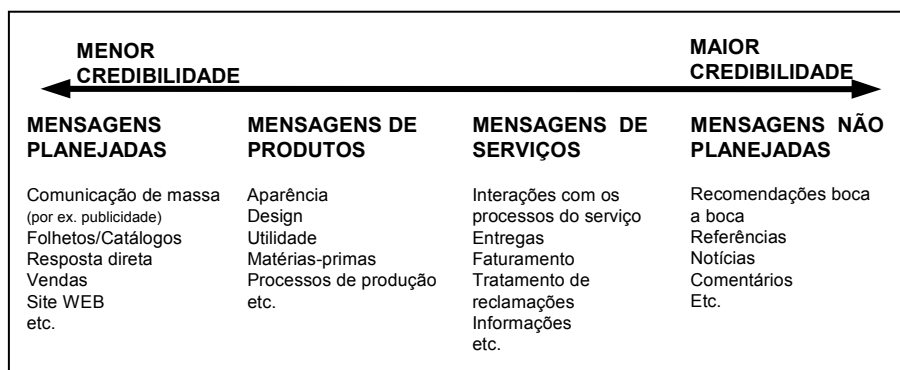 MENOR
CREDIBILIDADE
MAIOR
CREDIBILIDADE
MENSAGENS
PLANEJADAS
Comunicação de massa
(por ex. publicidade)
Folhetos/Catálogos
Resposta direta
Vendas
Site WEB
etc.
MENSAGENS DE
PRODUTOS
Aparência
Design
Utilidade
Matérias-primas
Processos de produção
etc.
MENSAGENS DE
SERVIÇOS
Interações com os
processos do serviço
Entregas
Faturamento
Tratamento de
reclamações
Informações
etc.
MENSAGENS NÃO
PLANEJADAS
Recomendações boca
a boca
Referências
Notícias
Comentários
Etc.